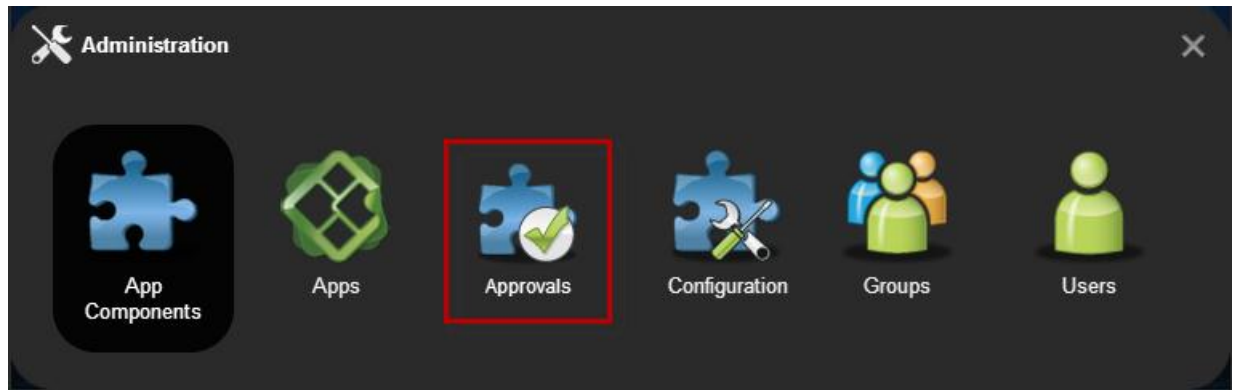 Administration
App
Components
Apps
Approvals
Configuration
Groups
Users